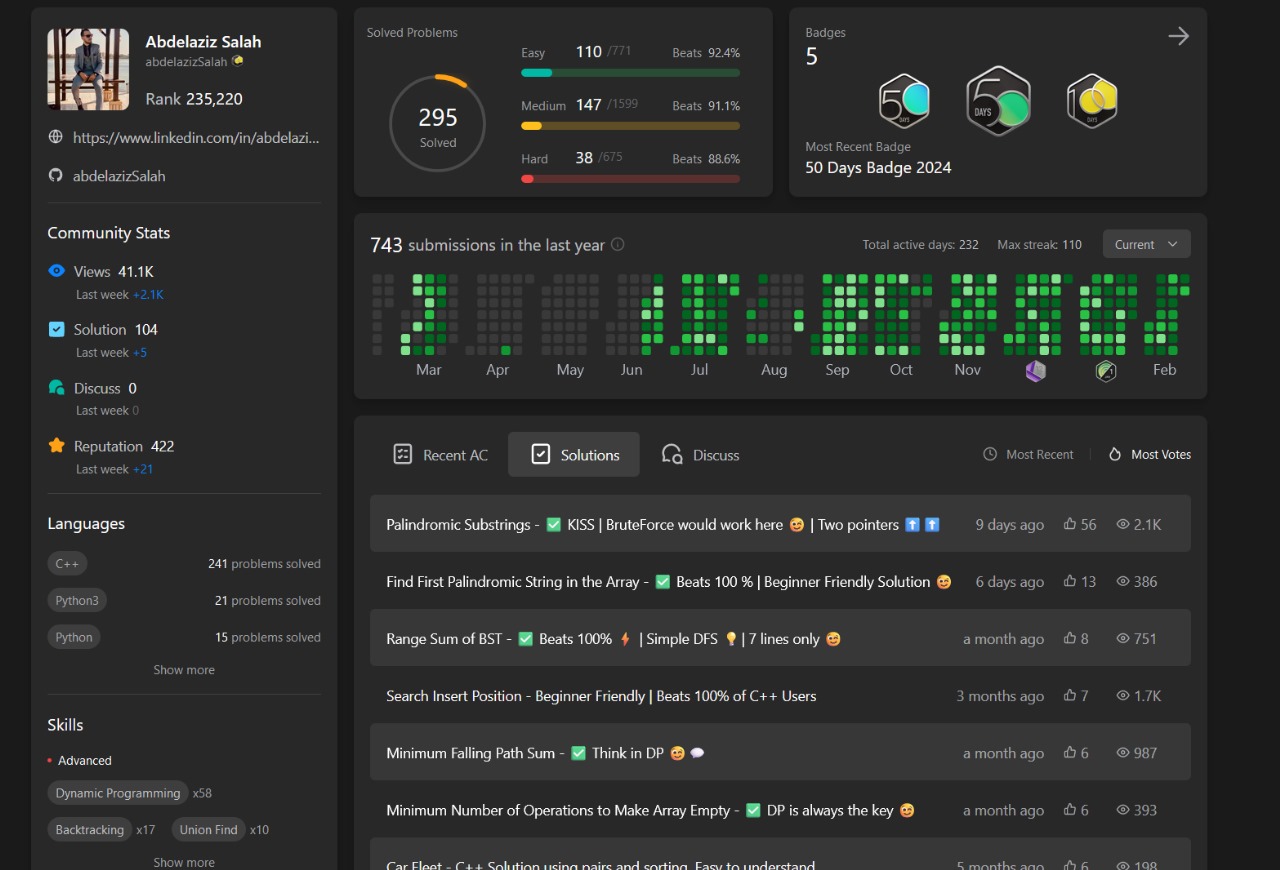 Abdelaziz Salah
abdelazizSalah
Rank 235,220
https://www.linkedin.com/in/abdelazi...
abdelazizSalah
Community Stats
Views 41.1K
Last week +2.1K
Solution 104
Last week +5
Discuss 0
Last week 0
Reputation 422
Last week +21
Languages
C++ 241 problems solved
Python3 21 problems solved
Python 15 problems solved
Show more
Skills
Advanced
Dynamic Programming x58
Backtracking x17 Union Find x10
Show more
Solved Problems
295
Solved
Easy 110 /771 Beats 92.4%
Medium 147 /1599 Beats 91.1%
Hard 38 /675 Beats 88.6%
Badges
5
50 DAYS
50 DAYS
100 DAYS
Most Recent Badge
50 Days Badge 2024
743 submissions in the last year Total active days: 232 Max streak: 110 Current
Mar Apr May Jun Jul Aug Sep Oct Nov Feb
Recent AC Solutions Discuss Most Recent Most Votes
Palindromic Substrings - ✅ KISS | BruteForce would work here 🥰 | Two pointers ⬆️ ⬆️ 9 days ago 56 2.1K
Find First Palindromic String in the Array - ✅ Beats 100 % | Beginner Friendly Solution 🥰 6 days ago 13 386
Range Sum of BST - ✅ Beats 100% ⚡ | Simple DFS 💡 | 7 lines only 🥰 a month ago 8 751
Search Insert Position - Beginner Friendly | Beats 100% of C++ Users 3 months ago 7 1.7K
Minimum Falling Path Sum - ✅ Think in DP 🥰 💭 a month ago 6 987
Minimum Number of Operations to Make Array Empty - ✅ DP is always the key 🥰 a month ago 6 393
Car Fleet - C++ Solution using pairs and sorting, Easy to understand 5 months ago 6 198